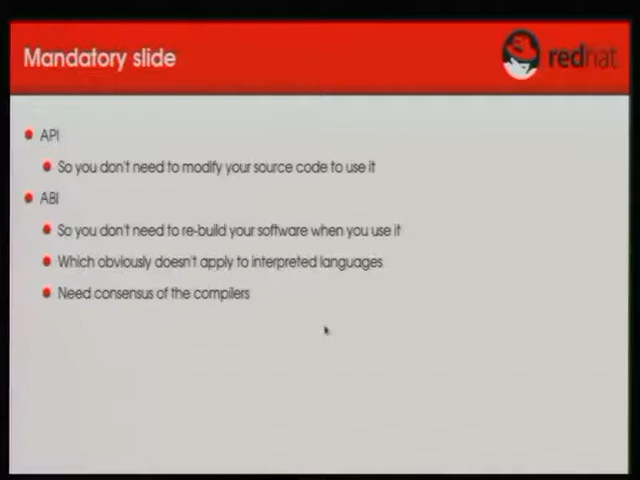 Mandatory slide
redhat
API
So you don't need to modify your source code to use it
ABI
So you don't need to re-build your software when you use it
Which obviously doesn't apply to interpreted languages
Need consensus of the compilers